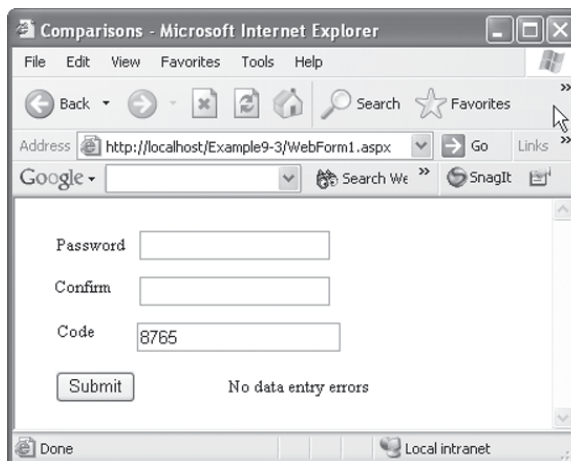 Comparisons - Microsoft Internet Explorer
File Edit View Favorites Tools Help
Back Search Favorites »
Address http://localhost/Example9-3/WebForm1.aspx Go Links »
Google Search We » SnagIt
Password
Confirm
Code 8765
Submit No data entry errors
Done Local intranet